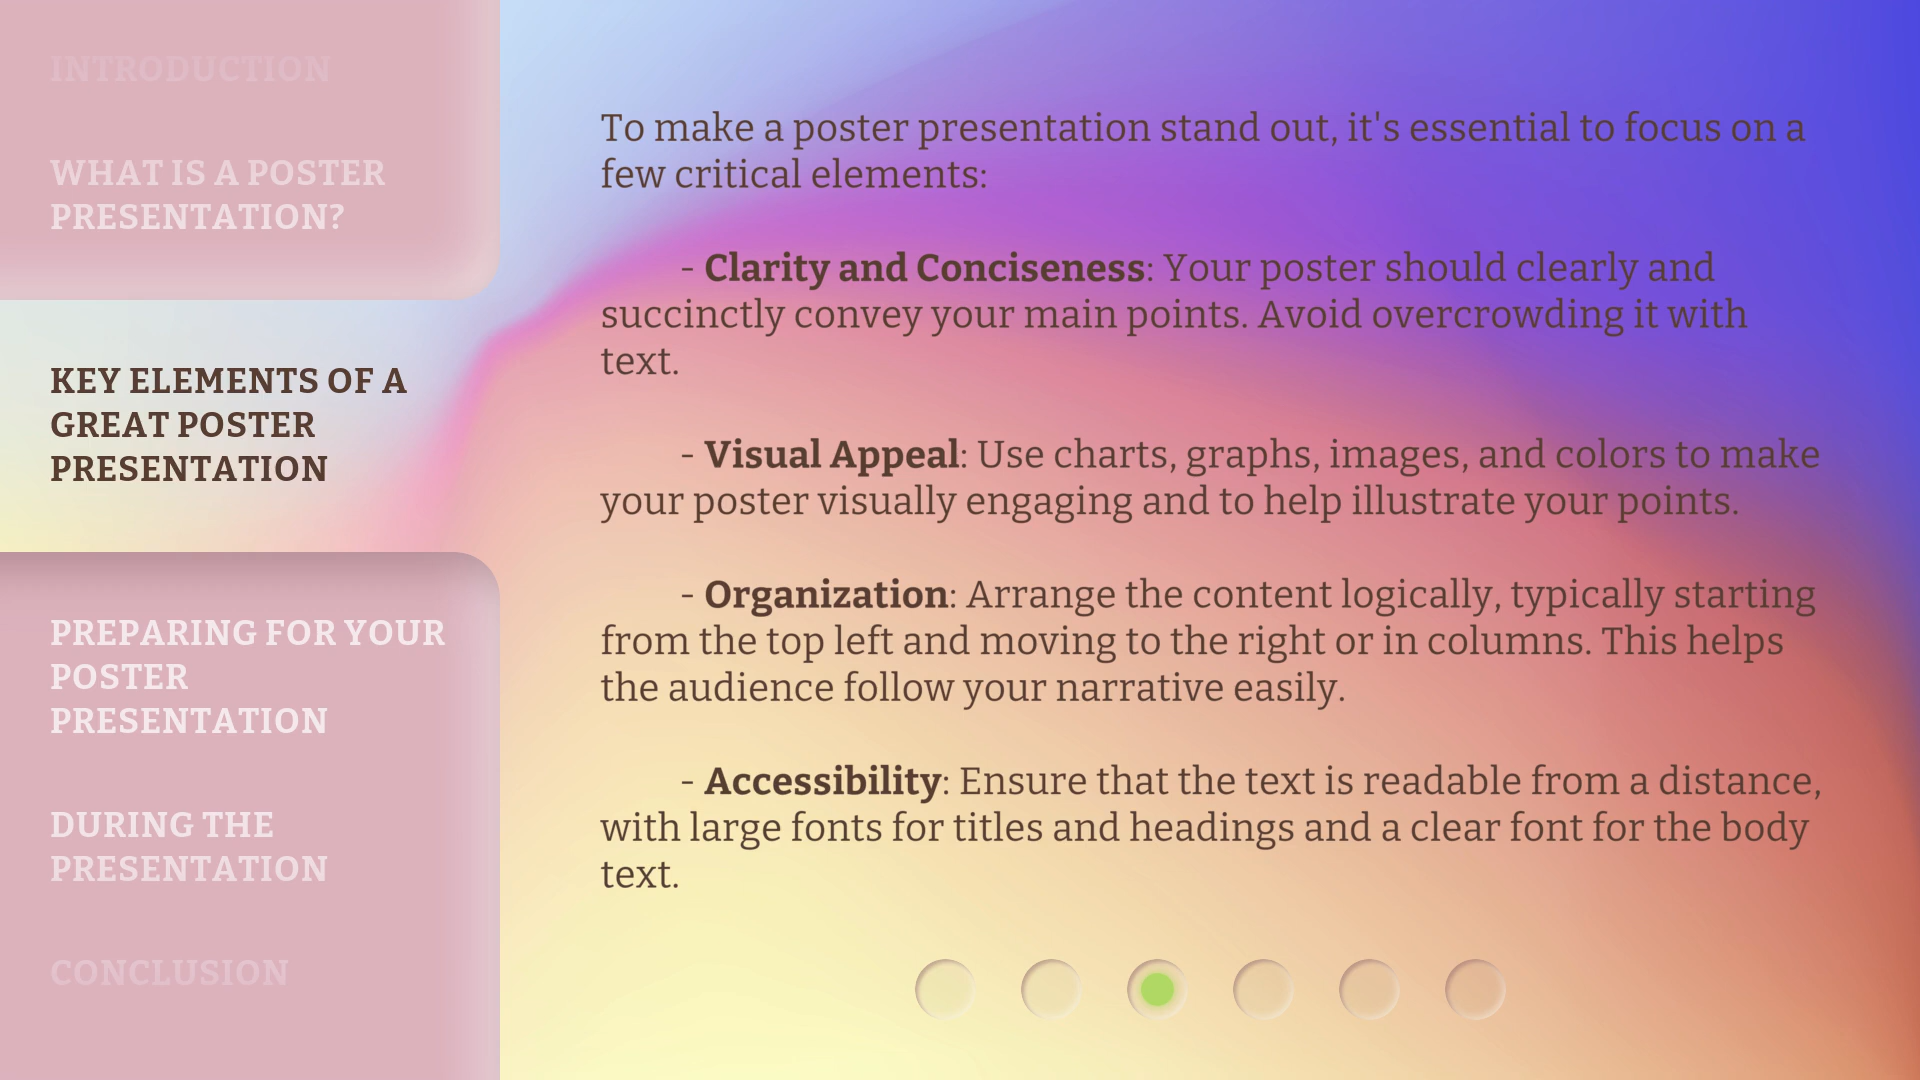 INTRODUCTION
WHAT IS A POSTER
PRESENTATION?
KEY ELEMENTS OF A
GREAT POSTER
PRESENTATION
PREPARING FOR YOUR
POSTER
PRESENTATION
DURING THE
PRESENTATION
CONCLUSION
To make a poster presentation stand out, it's essential to focus on a
few critical elements:
- Clarity and Conciseness: Your poster should clearly and
succinctly convey your main points. Avoid overcrowding it with
text.
- Visual Appeal: Use charts, graphs, images, and colors to make
your poster visually engaging and to help illustrate your points.
- Organization: Arrange the content logically, typically starting
from the top left and moving to the right or in columns. This helps
the audience follow your narrative easily.
- Accessibility: Ensure that the text is readable from a distance,
with large fonts for titles and headings and a clear font for the body
text.